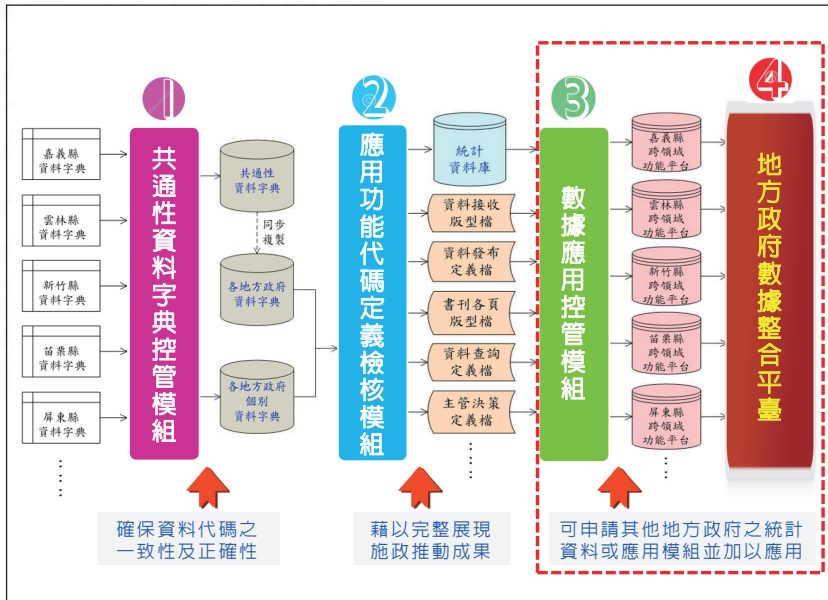 1
嘉義縣
資料字典
雲林縣
資料字典
新竹縣
資料字典
苗栗縣
資料字典
屏東縣
資料字典
……
共通性資料字典控管模組
共通性
資料字典
同步
複製
各地方政府
資料字典
各地方政府
個別
資料字典
確保資料代碼之
一致性及正確性
2
應用功能代碼定義檢核模組
統計
資料庫
資料接收
版型檔
資料發布
定義檔
書刊各頁
版型檔
資料查詢
定義檔
主管決策
定義檔
……
藉以完整展現
施政推動成果
3
數據應用控管模組
嘉義縣
跨領域
功能平台
雲林縣
跨領域
功能平台
新竹縣
跨領域
功能平台
苗栗縣
跨領域
功能平台
屏東縣
跨領域
功能平台
……
4
地方政府數據整合平臺
可申請其他地方政府之統計
資料或應用模組並加以應用